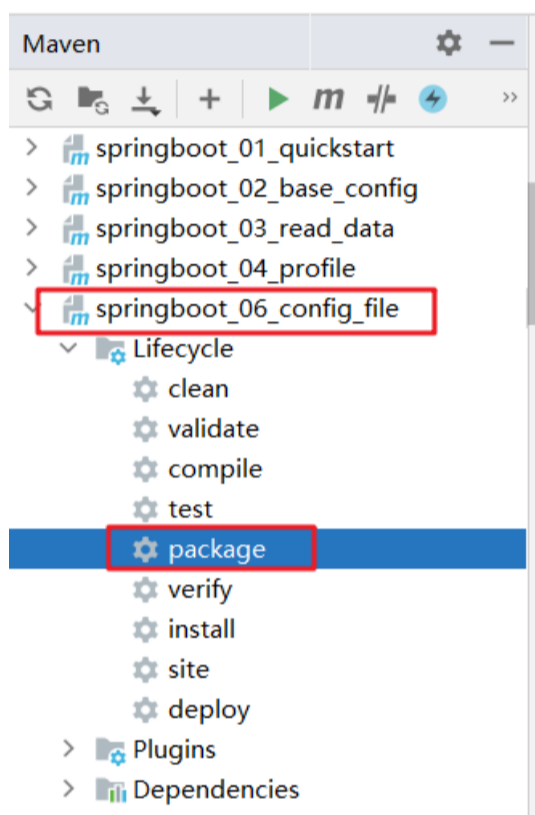 Maven
springboot_01_quickstart
springboot_02_base_config
springboot_03_read_data
springboot_04_profile
springboot_06_config_file
Lifecycle
clean
validate
compile
test
package
verify
install
site
deploy
Plugins
Dependencies